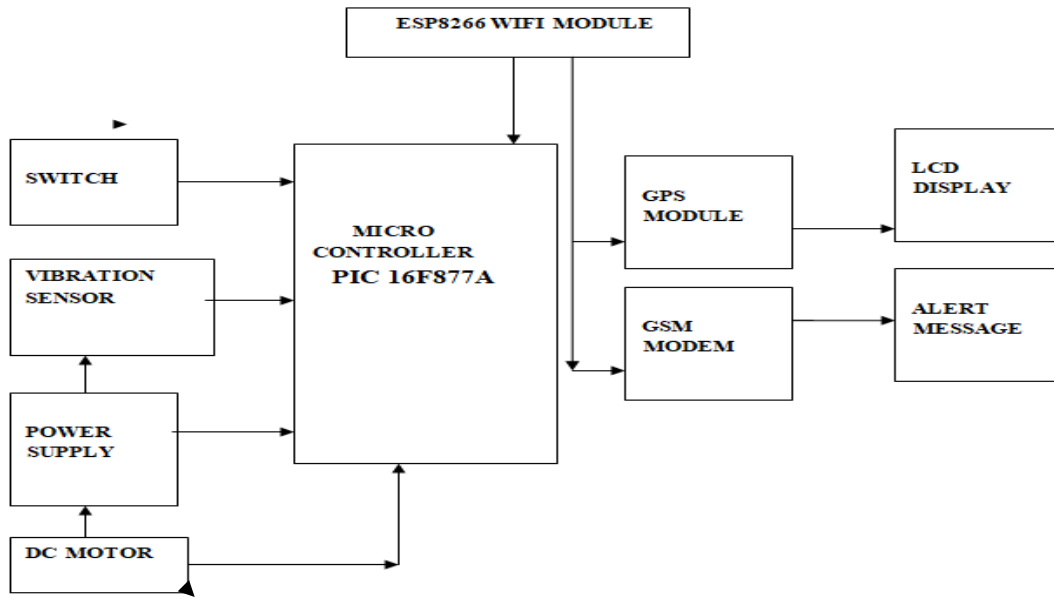 ESP8266 WIFI MODULE
SWITCH
VIBRATION
SENSOR
POWER
SUPPLY
DC MOTOR
MICRO
CONTROLLER
PIC 16F877A
GPS
MODULE
GSM
MODEM
LCD
DISPLAY
ALERT
MESSAGE